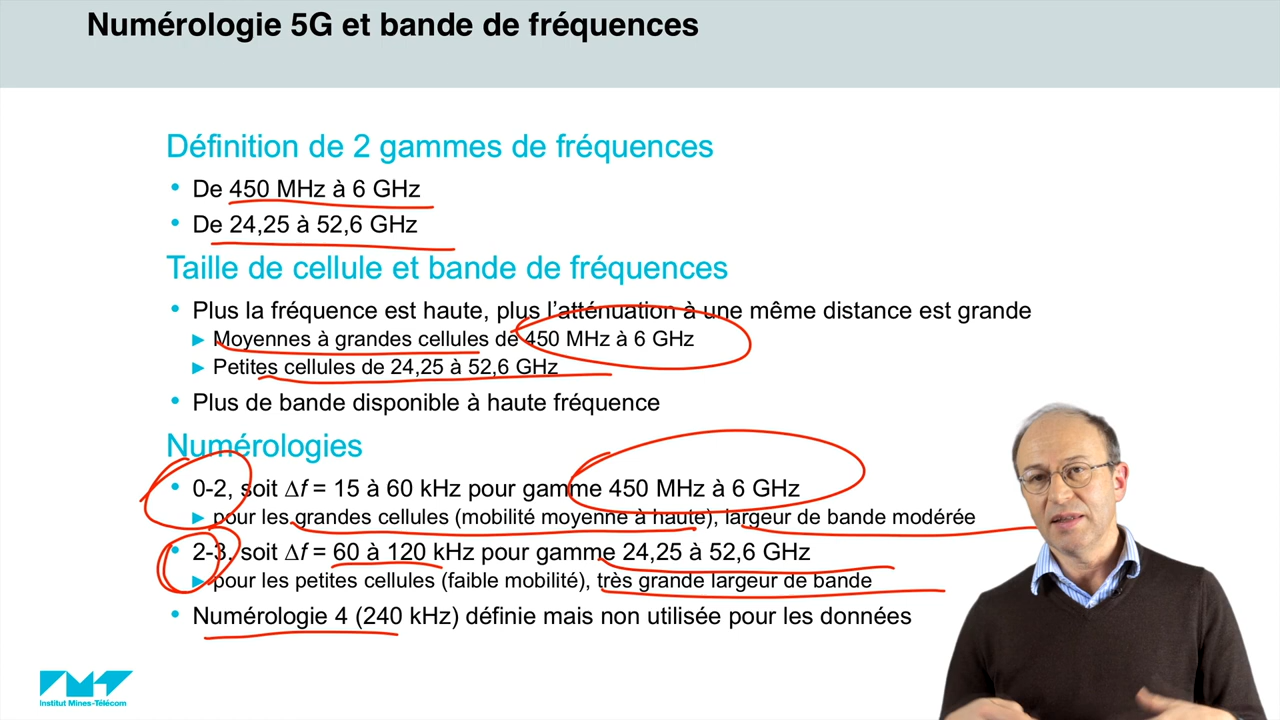 Numérologie 5G et bande de fréquences
Définition de 2 gammes de fréquences
• De 450 MHz à 6 GHz
• De 24,25 à 52,6 GHz
Taille de cellule et bande de fréquences
• Plus la fréquence est haute, plus l’atténuation à une même distance est grande
► Moyennes à grandes cellules de 450 MHz à 6 GHz
► Petites cellules de 24,25 à 52,6 GHz
• Plus de bande disponible à haute fréquence
Numérologies
• 0-2, soit ∆f = 15 à 60 kHz pour gamme 450 MHz à 6 GHz
► pour les grandes cellules (mobilité moyenne à haute), largeur de bande modérée
• 2-3, soit ∆f = 60 à 120 kHz pour gamme 24,25 à 52,6 GHz
► pour les petites cellules (faible mobilité), très grande largeur de bande
• Numérologie 4 (240 kHz) définie mais non utilisée pour les données
IMT
Institut Mines-Télécom